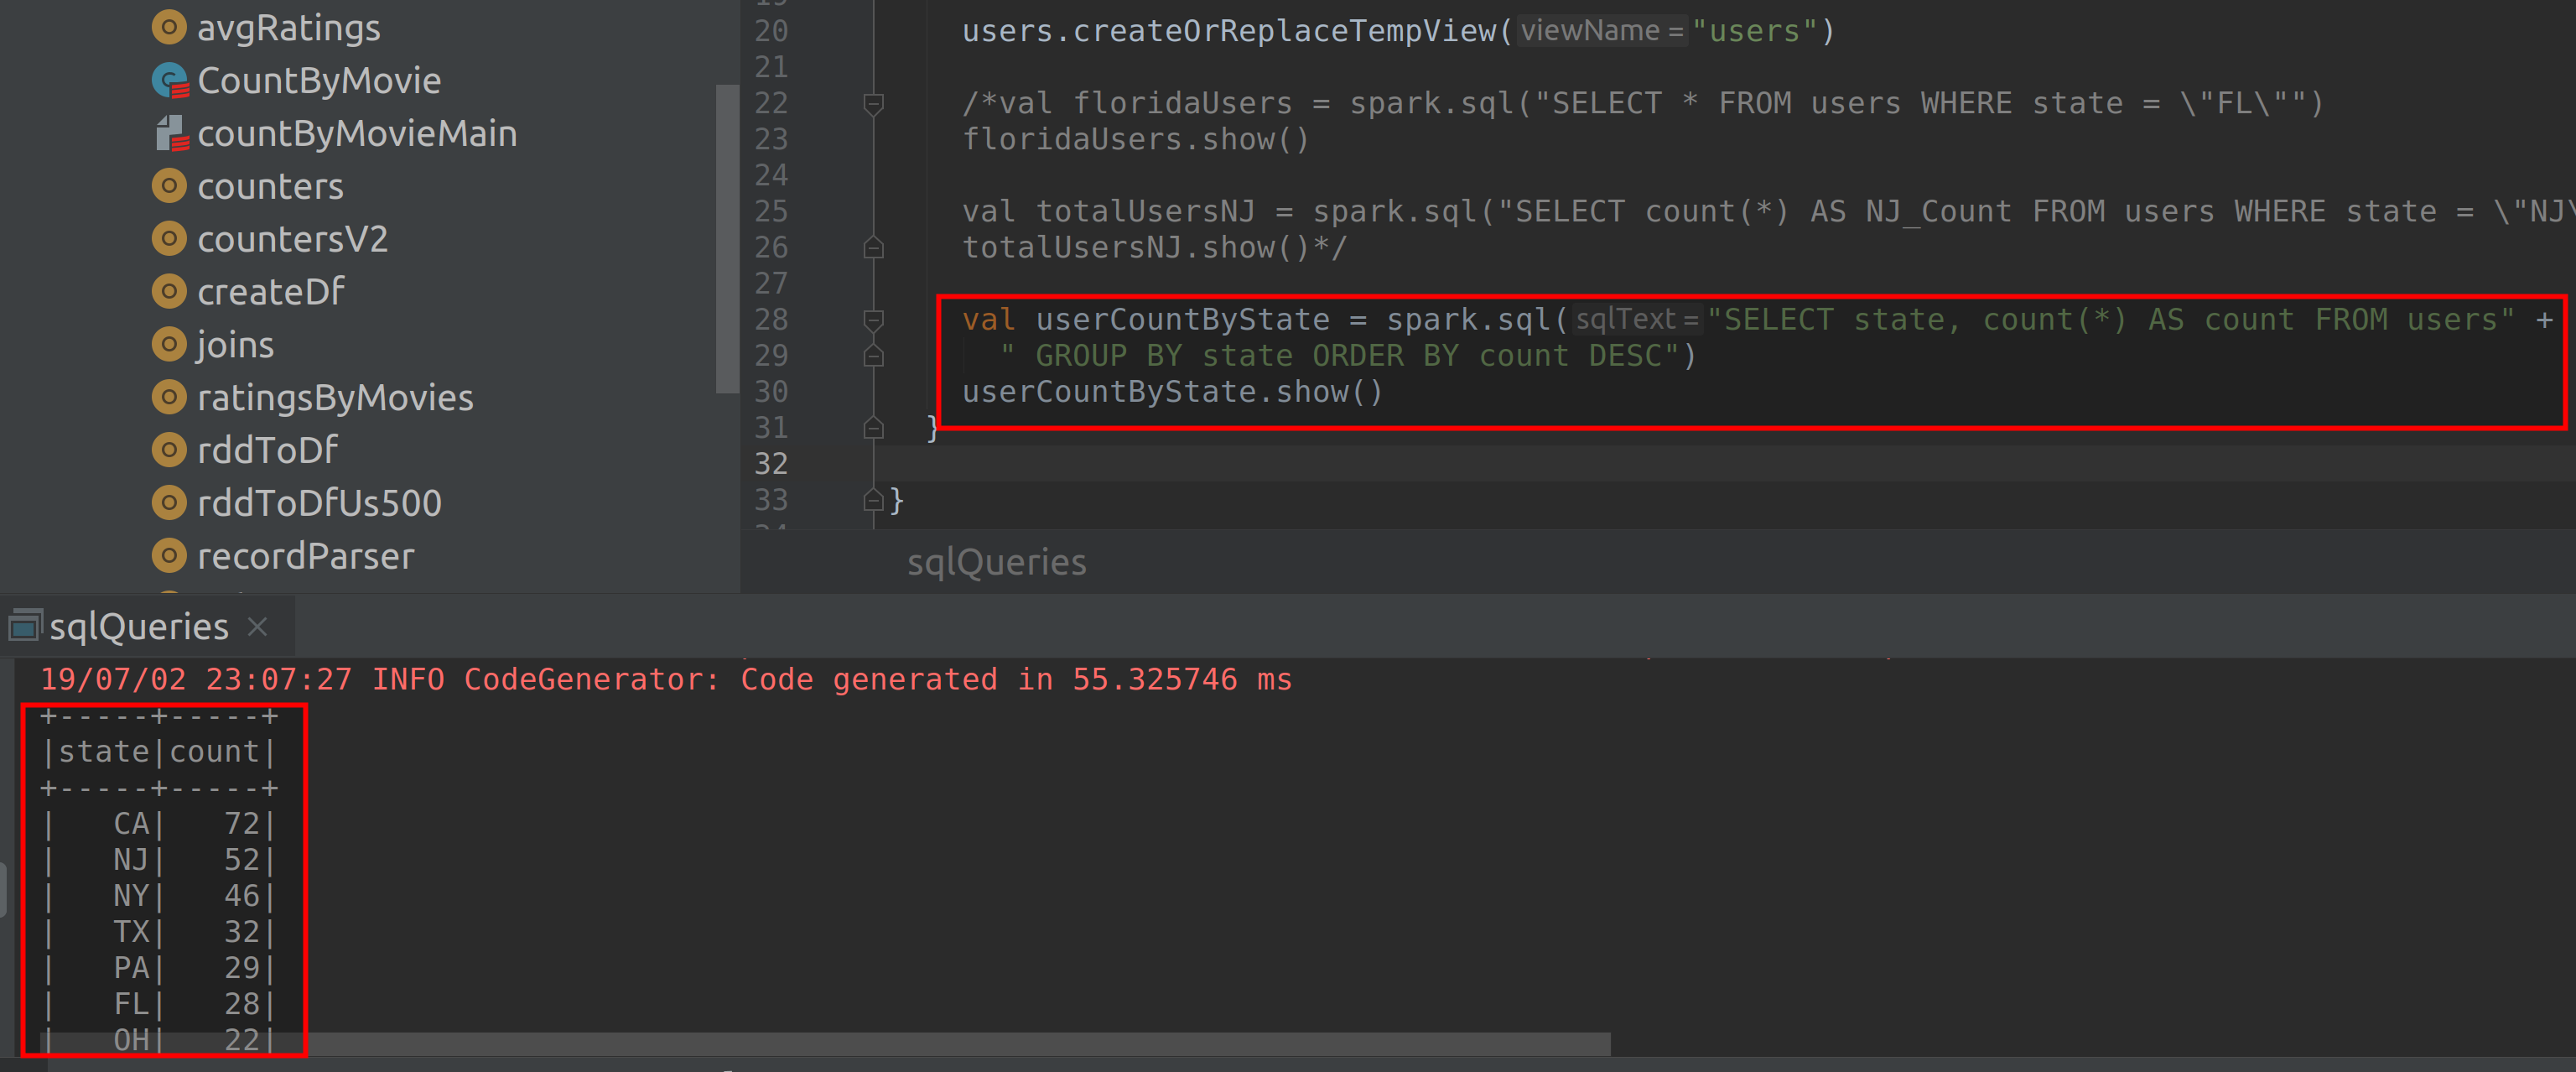 avgRatings
CountByMovie
countByMovieMain
counters
countersV2
createDf
joins
ratingsByMovies
rddToDf
rddToDfUs500
recordParser
20 users.createOrReplaceTempView( viewName = "users")
21
22 /*val floridaUsers = spark.sql("SELECT * FROM users WHERE state = \"FL\"")
23 floridaUsers.show()
24
25 val totalUsersNJ = spark.sql("SELECT count(*) AS NJ_Count FROM users WHERE state = \"NJ\
26 totalUsersNJ.show()*/
27
28 val userCountByState = spark.sql( sqlText = "SELECT state, count(*) AS count FROM users" +
29 " GROUP BY state ORDER BY count DESC")
30 userCountByState.show()
31 }
32
33 }
sqlQueries
sqlQueries
19/07/02 23:07:27 INFO CodeGenerator: Code generated in 55.325746 ms
+-----+-----+
|state|count|
+-----+-----+
|   CA|   72|
|   NJ|   52|
|   NY|   46|
|   TX|   32|
|   PA|   29|
|   FL|   28|
|   OH|   22|